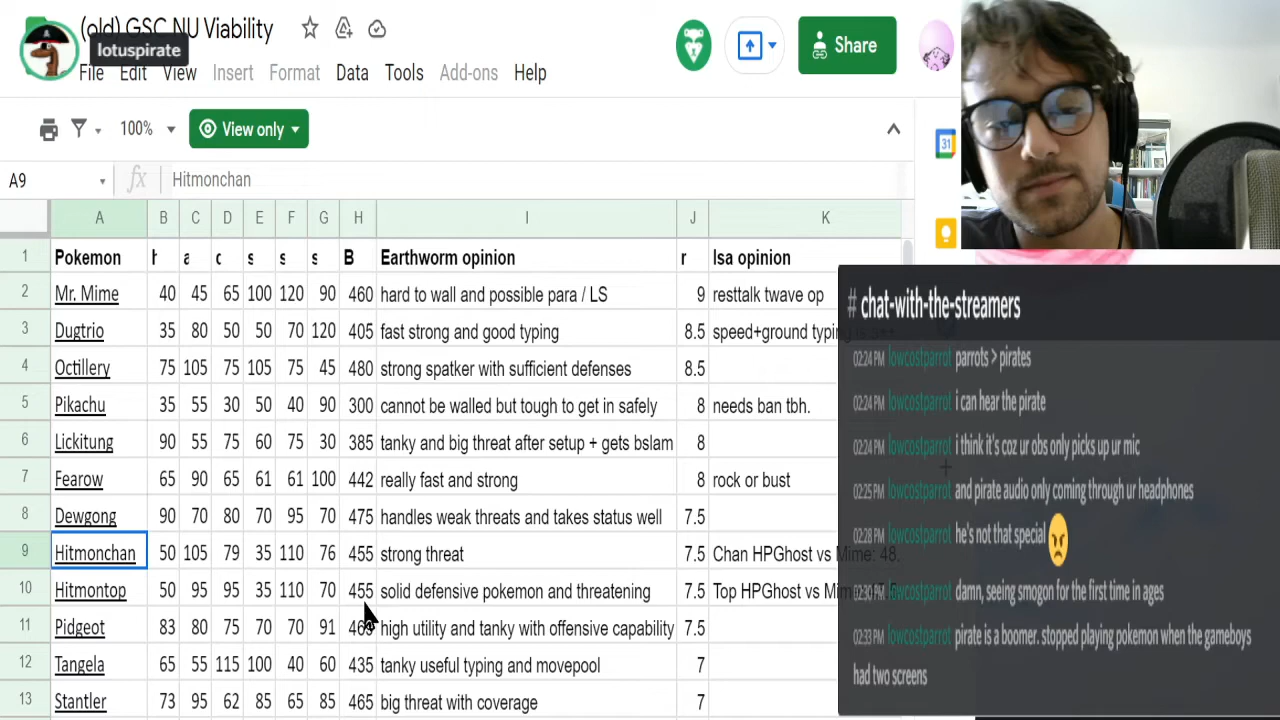 (old) GSC NU Viability
lotuspirate
File Edit View Insert Format Data Tools Add-ons Help
Share
100% View only
31
A9 fx Hitmonchan
A B C D E F G H I J K
1 Pokemon h a c s s s B Earthworm opinion r Isa opinion
2 Mr. Mime 40 45 65 100 120 90 460 hard to wall and possible para / LS 9 resttalk twave op
3 Dugtrio 35 80 50 50 70 120 405 fast strong and good typing 8.5 speed+ground typing
4 Octillery 75 105 75 105 75 45 480 strong spatker with sufficient defenses 8.5
5 Pikachu 35 55 30 50 40 90 300 cannot be walled but tough to get in safely 8 needs ban tbh.
6 Lickitung 90 55 75 60 75 30 385 tanky and big threat after setup + gets bslam 8
7 Fearow 65 90 65 61 61 100 442 really fast and strong 8 rock or bust
8 Dewgong 90 70 80 70 95 70 475 handles weak threats and takes status well 7.5
9 Hitmonchan 50 105 79 35 110 76 455 strong threat 7.5 Chan HPGhost vs Mime: 48.
10 Hitmontop 50 95 95 35 110 70 455 solid defensive pokemon and threatening 7.5 Top HPGhost vs
11 Pidgeot 83 80 75 70 70 91 high utility and tanky with offensive capability 7.5
12 Tangela 65 55 115 100 40 60 435 tanky useful typing and movepool 7
13 Stantler 73 95 62 85 65 85 465 big threat with coverage 7
# chat-with-the-streamers
02:24 PM lowcostparrot parrots > pirates
02:24 PM lowcostparrot i can hear the pirate
02:24 PM lowcostparrot i think it's coz ur obs only picks up ur mic
02:25 PM lowcostparrot and pirate audio only coming through ur headphones
02:28 PM lowcostparrot he's not that special 😠
02:30 PM lowcostparrot damn, seeing smogon for the first time in ages
02:33 PM lowcostparrot pirate is a boomer. stopped playing pokemon when the gameboys
had two screens